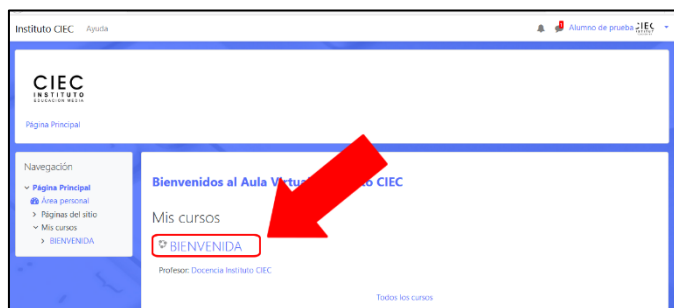 Instituto CIEC Ayuda
Alumno de prueba
CIEC
INSTITUTO
EDUCACIÓN MEDIA
Página Principal
Navegación
Página Principal
Área personal
Páginas del sitio
Mis cursos
BIENVENIDA
Bienvenidos al Aula CIEC
Mis cursos
BIENVENIDA
Profesor: Docencia Instituto CIEC
Todos los cursos